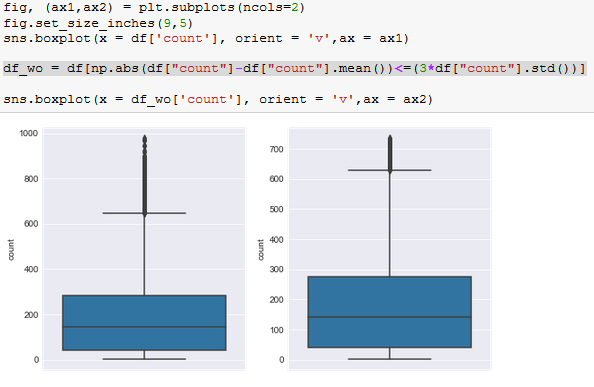 fig, (ax1,ax2) = plt.subplots(ncols=2)
fig.set_size_inches(9,5)
sns.boxplot(x = df['count'], orient = 'v',ax = ax1)
df_wo = df[np.abs(df["count"]-df["count"].mean())<=(3*df["count"].std())]
sns.boxplot(x = df_wo['count'], orient = 'v',ax = ax2)
1000
800
600
400
200
0
count
700
600
500
400
300
200
100
0
count